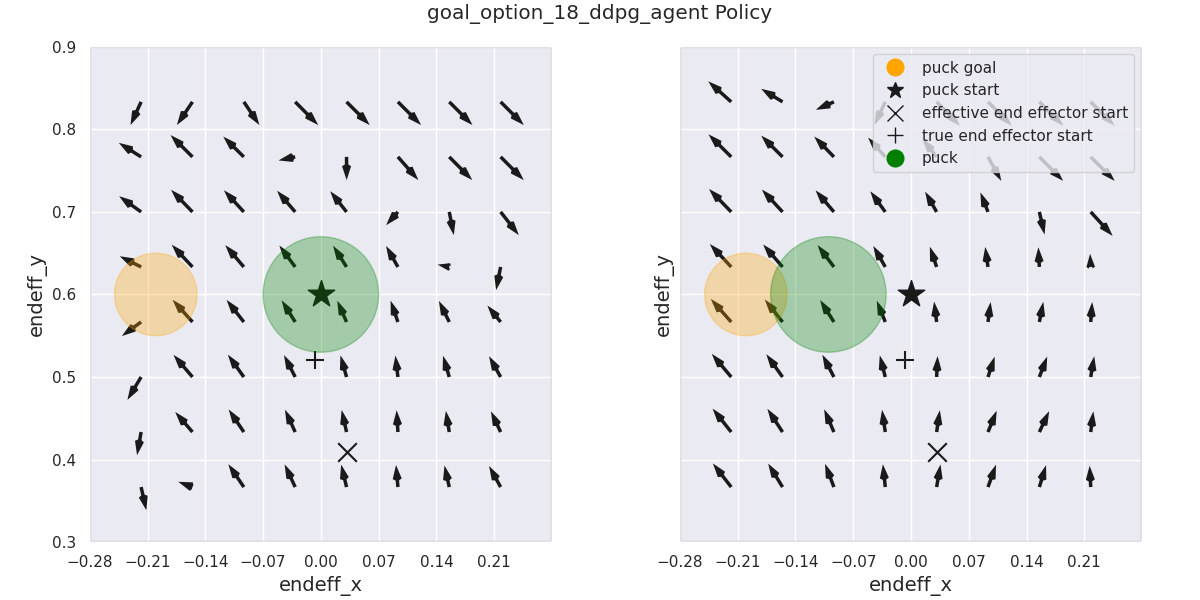 goal_option_18_ddpg_agent Policy
endeff_y
0.9
0.8
0.7
0.6
0.5
0.4
0.3
−0.28 −0.21 −0.14 −0.07 0.00 0.07 0.14 0.21
endeff_x
endeff_y
puck goal
puck start
effective end effector start
true end effector start
puck
−0.28 −0.21 −0.14 −0.07 0.00 0.07 0.14 0.21
endeff_x